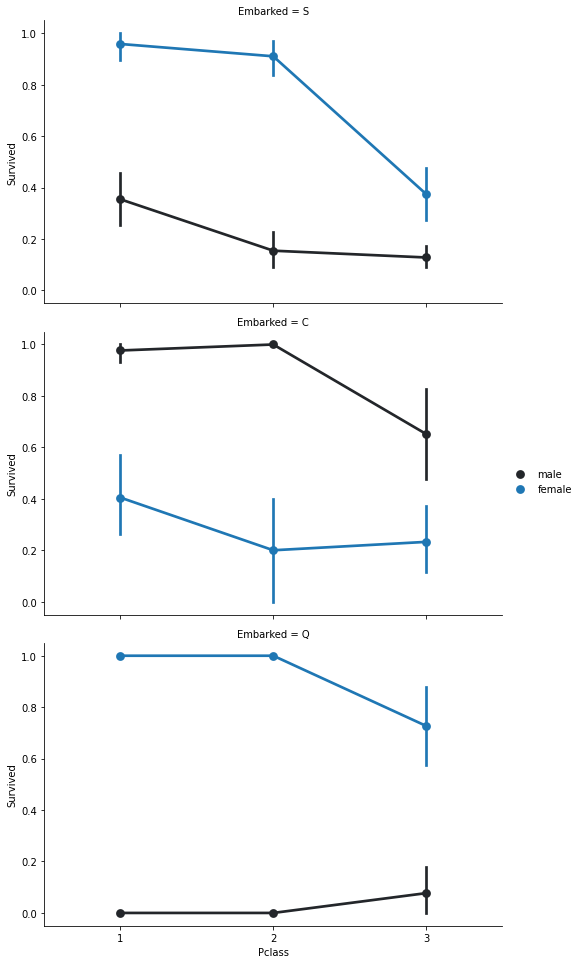 Embarked = S
1.0
0.8
0.6
0.4
0.2
0.0
Survived
Embarked = C
1.0
0.8
0.6
0.4
0.2
0.0
Survived
male
female
Embarked = Q
1.0
0.8
0.6
0.4
0.2
0.0
Survived
1 2 3
Pclass